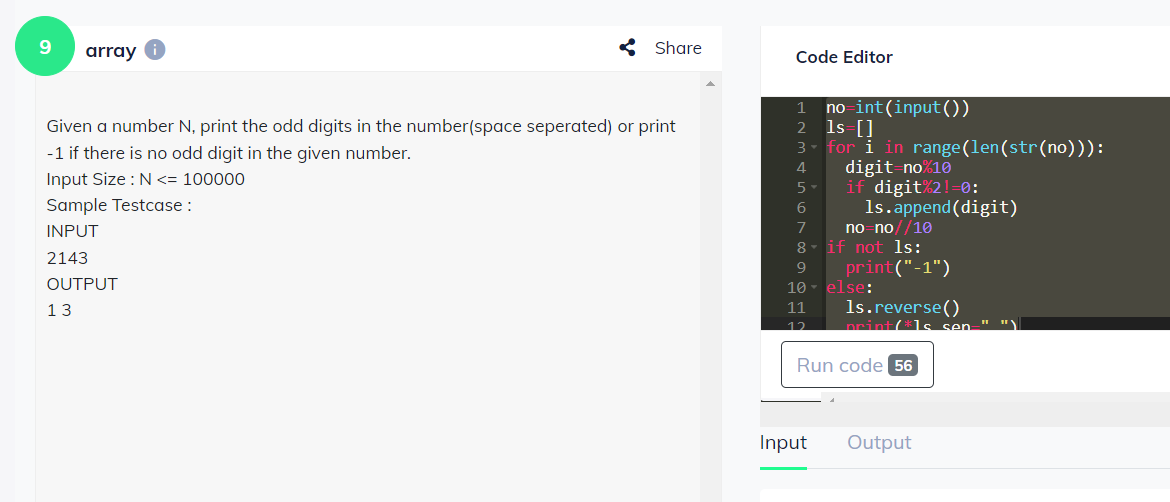 9
array i
Share
Given a number N, print the odd digits in the number(space seperated) or print
-1 if there is no odd digit in the given number.
Input Size : N <= 100000
Sample Testcase :
INPUT
2143
OUTPUT
1 3
Code Editor
1 no=int(input())
2 ls=[]
3 for i in range(len(str(no))):
4 digit=no%10
5 if digit%2!=0:
6 ls.append(digit)
7 no=no//10
8 if not ls:
9 print("-1")
10 else:
11 ls.reverse()
12 print(*ls,sep=" ")
Run code 56
Input Output